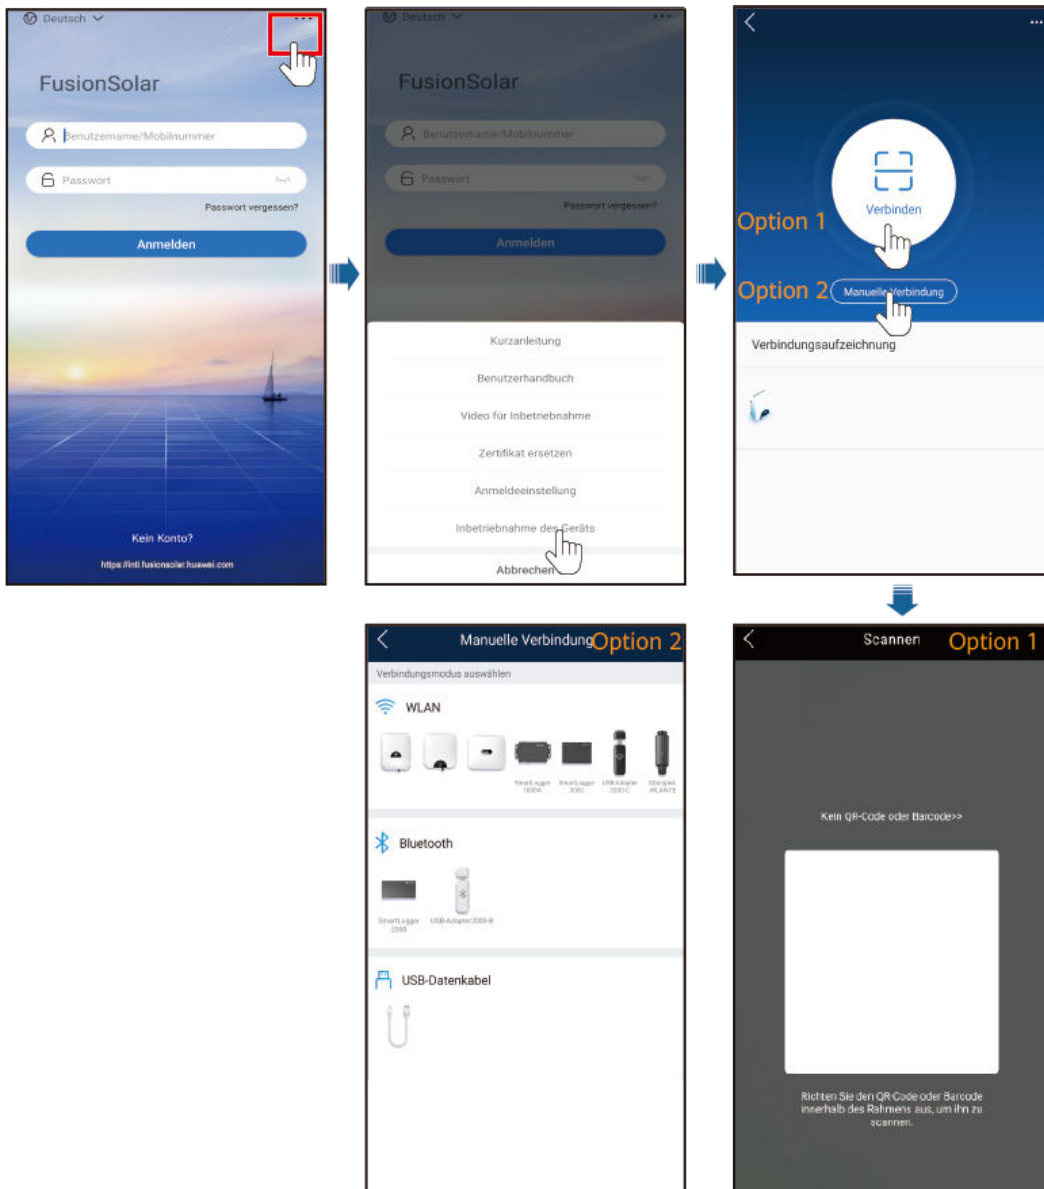 Deutsch
FusionSolar
Benutzername/Mobilnummer
Passwort
Passwort vergessen?
Anmelden
Kein Konto?
https://intl.fusionsolar.huawei.com
Deutsch
FusionSolar
Benutzername/Mobilnummer
Passwort
Passwort vergessen?
Anmelden
Kurzanleitung
Benutzerhandbuch
Video für Inbetriebnahme
Zertifikat ersetzen
Anmeldeeinstellung
Inbetriebnahme des Geräts
Abbrechen
Verbinden
Option 1
Option 2
Manuelle Verbindung
Verbindungsaufzeichnung
Manuelle Verbindung
Option 2
Verbindungsmodus auswählen
WLAN
SmartLogger
1000A
SmartLogger
2000
USB-Adapter
2000-C
WLAN-FE
Bluetooth
SmartLogger
2000
USB-Adapter2000-B
USB-Datenkabel
Scannen
Option 1
Kein QR-Code oder Barcode>>
Richten Sie den QR-Code oder Barcode
innerhalb des Rahmens aus, um ihn zu
scannen.